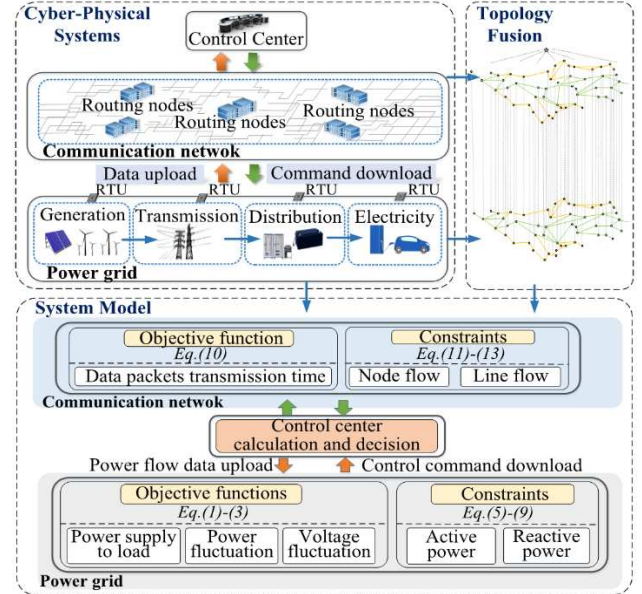 Cyber-Physical
Systems
Control Center
Topology
Fusion
Routing nodes
Routing nodes
Routing nodes
Communication netwok
Data upload
Command download
RTU
RTU
RTU
RTU
Generation
Transmission
Distribution
Electricity
Power grid
System Model
Objective function
Eq.(10)
Data packets transmission time
Constraints
Eq.(11)-(13)
Node flow
Line flow
Communication netwok
Control center
calculation and decision
Power flow data upload
Control command download
Objective functions
Eq.(1)-(3)
Power supply
to load
Power
fluctuation
Voltage
fluctuation
Constraints
Eq.(5)-(9)
Active
power
Reactive
power
Power grid